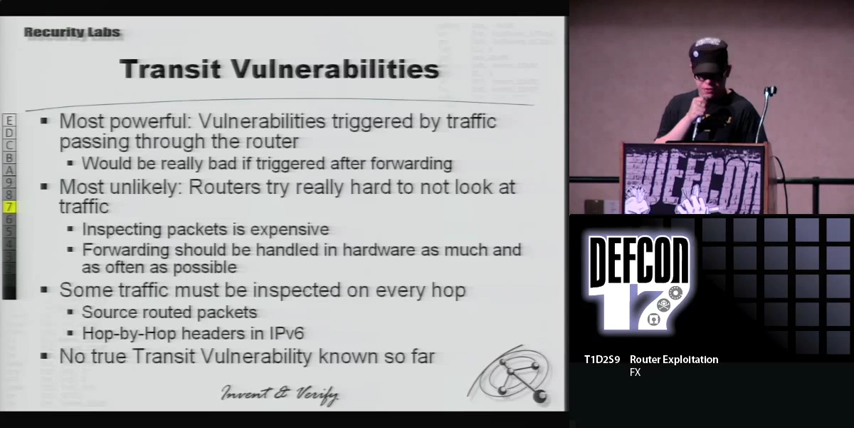 Recurity Labs
Transit Vulnerabilities
Most powerful: Vulnerabilities triggered by traffic
passing through the router
Would be really bad if triggered after forwarding
Most unlikely: Routers try really hard to not look at
traffic
Inspecting packets is expensive
Forwarding should be handled in hardware as much and
as often as possible
Some traffic must be inspected on every hop
Source routed packets
Hop-by-Hop headers in IPv6
No true Transit Vulnerability known so far
Invent & Verify
E
D
C
B
A
9
8
7
6
5
4
3
DEFCON
DEFCON
17
T1D2S9 Router Exploitation
FX